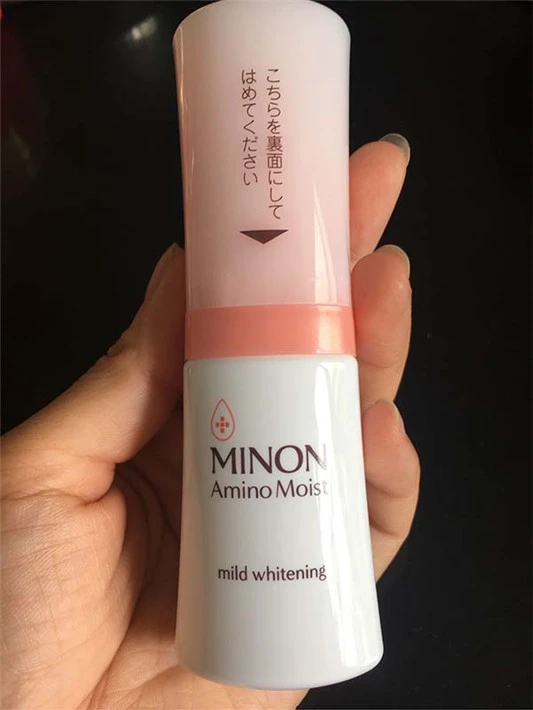 こちらを裏面にして
はめてください
MINON
Amino Moist
mild whitening